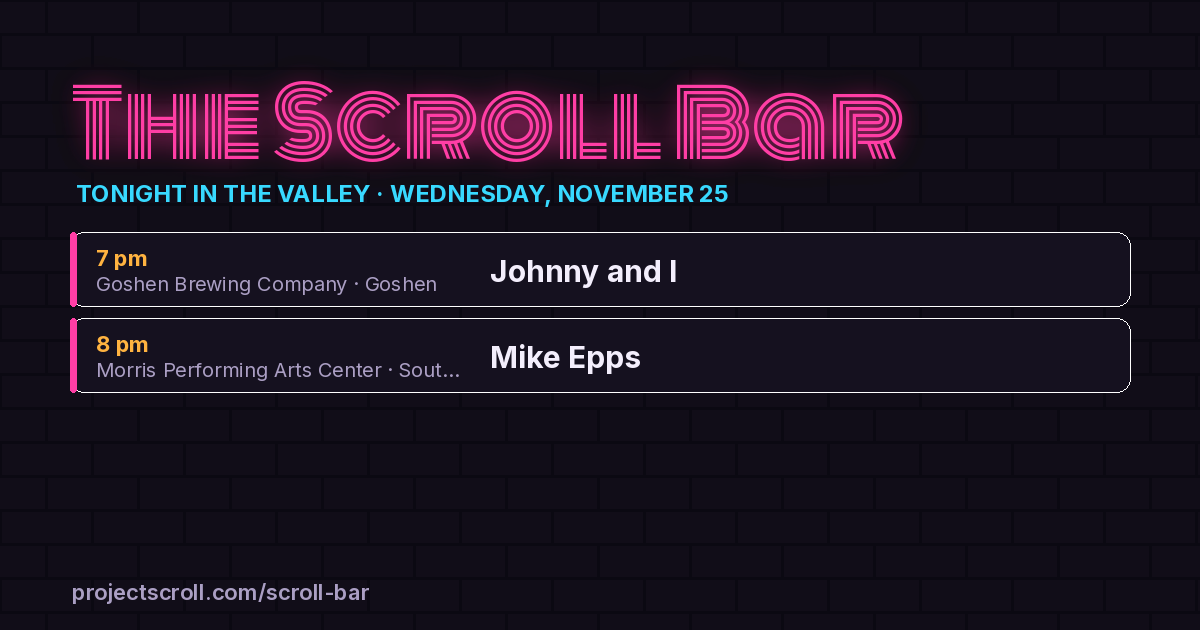 The Scroll Bar
TONIGHT IN THE VALLEY · WEDNESDAY, NOVEMBER 25
7 pm
Goshen Brewing Company · Goshen
Johnny and I
8 pm
Morris Performing Arts Center · Sout...
Mike Epps
projectscroll.com/scroll-bar